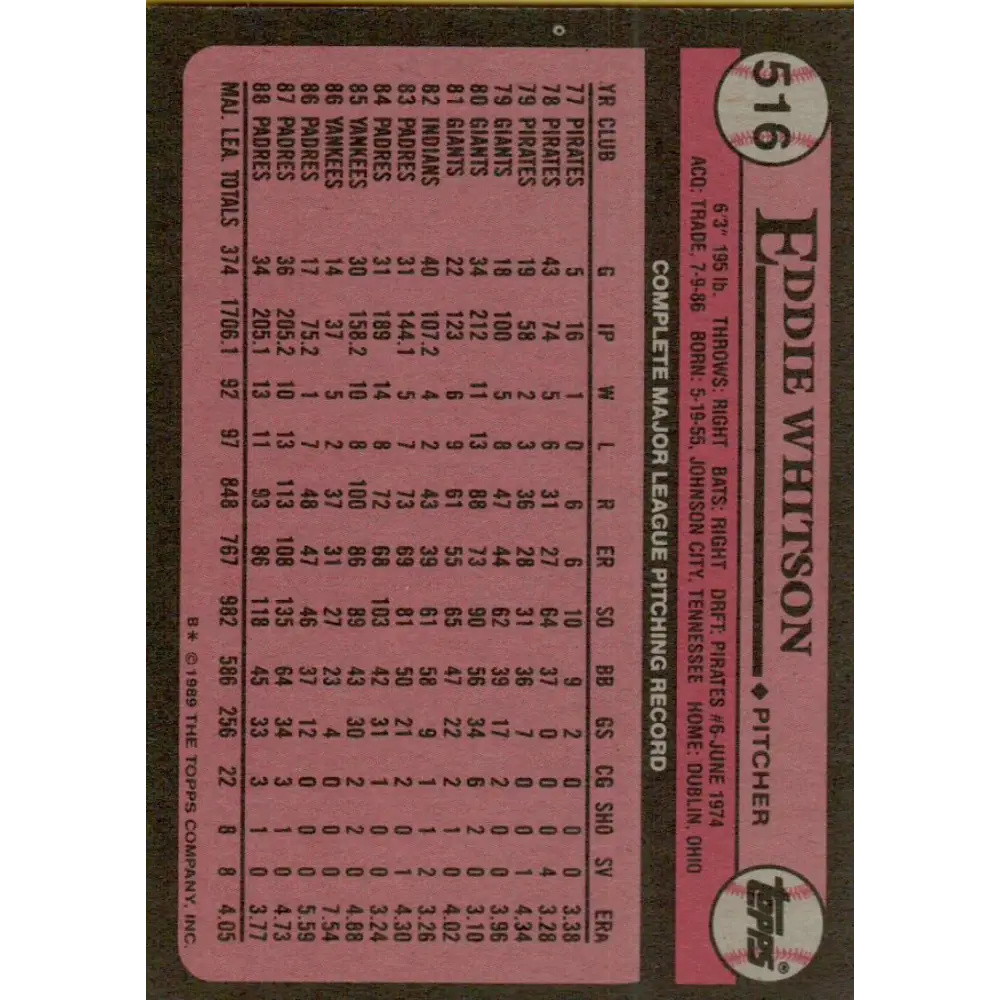 516
EDDIE WHITSON ◆ PITCHER
topps®
6'3" 195 lb. THROWS: RIGHT BATS: RIGHT DRFT: PIRATES #6-JUNE 1974
ACQ: TRADE, 7-9-86 BORN: 5-19-55, JOHNSON CITY, TENNESSEE HOME: DUBLIN, OHIO
COMPLETE MAJOR LEAGUE PITCHING RECORD
YR CLUB G IP W L R ER SO BB GS CG SHO SV ERA
77 PIRATES 5 16 1 0 6 6 10 9 2 0 0 0 3.38
78 PIRATES 43 74 5 6 31 27 64 37 0 0 0 4 3.28
79 PIRATES 19 58 2 3 36 28 31 36 7 0 0 1 4.34
79 GIANTS 18 100 5 8 47 44 62 39 17 2 0 0 3.96
80 GIANTS 34 212 11 13 88 73 90 56 34 6 2 0 3.10
81 GIANTS 22 123 6 9 61 55 65 47 22 2 1 0 4.02
82 INDIANS 40 107.2 4 2 43 39 61 58 9 1 1 2 3.26
83 PADRES 31 144.1 5 7 73 69 81 50 21 2 0 1 4.30
84 PADRES 31 189 14 8 72 68 103 42 31 1 0 0 3.24
85 YANKEES 30 158.2 10 8 100 86 89 43 30 2 2 0 4.88
86 YANKEES 14 37 5 2 37 31 27 23 4 0 0 0 7.54
86 PADRES 17 75.2 1 7 48 47 46 37 12 0 0 0 5.59
87 PADRES 36 205.2 10 13 113 108 135 64 34 3 1 0 4.73
88 PADRES 34 205.1 13 11 93 86 118 45 33 3 1 0 3.77
MAJ. LEA. TOTALS 374 1706.1 92 97 848 767 982 586 256 22 8 8 4.05
B* © 1989 THE TOPPS COMPANY, INC.